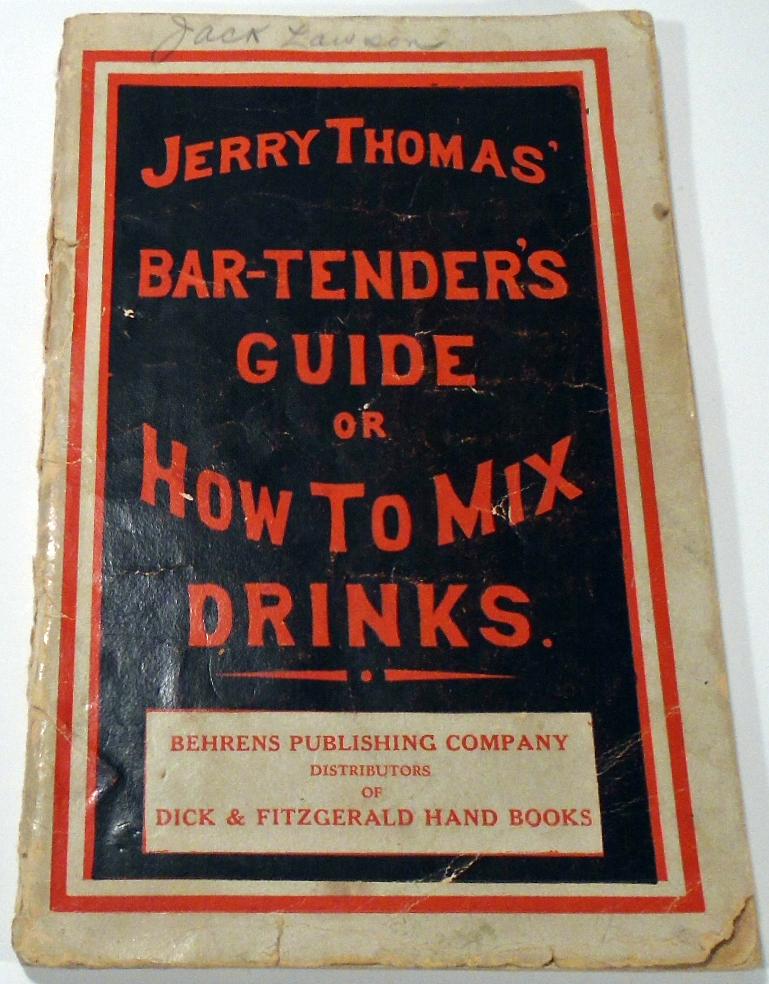 Jack Lawson
JERRY THOMAS'
BAR-TENDER'S
GUIDE
OR
HOW TO MIX
DRINKS.
BEHRENS PUBLISHING COMPANY
DISTRIBUTORS
OF
DICK & FITZGERALD HAND BOOKS